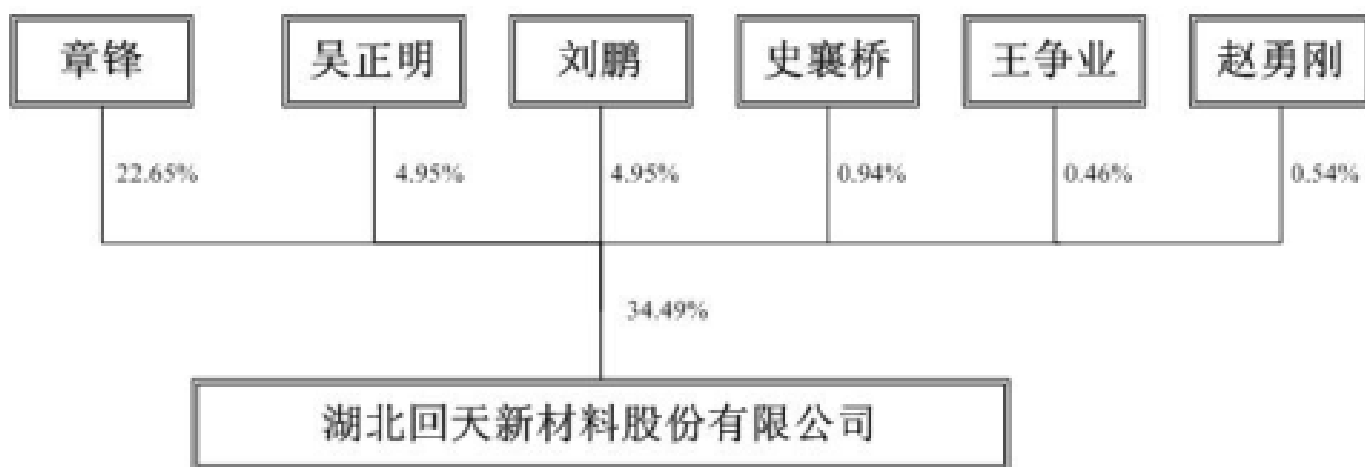 章锋 吴正明 刘鹏 史襄桥 王争业 赵勇刚
22.65% 4.95% 4.95% 0.94% 0.46% 0.54%
34.49%
湖北回天新材料股份有限公司